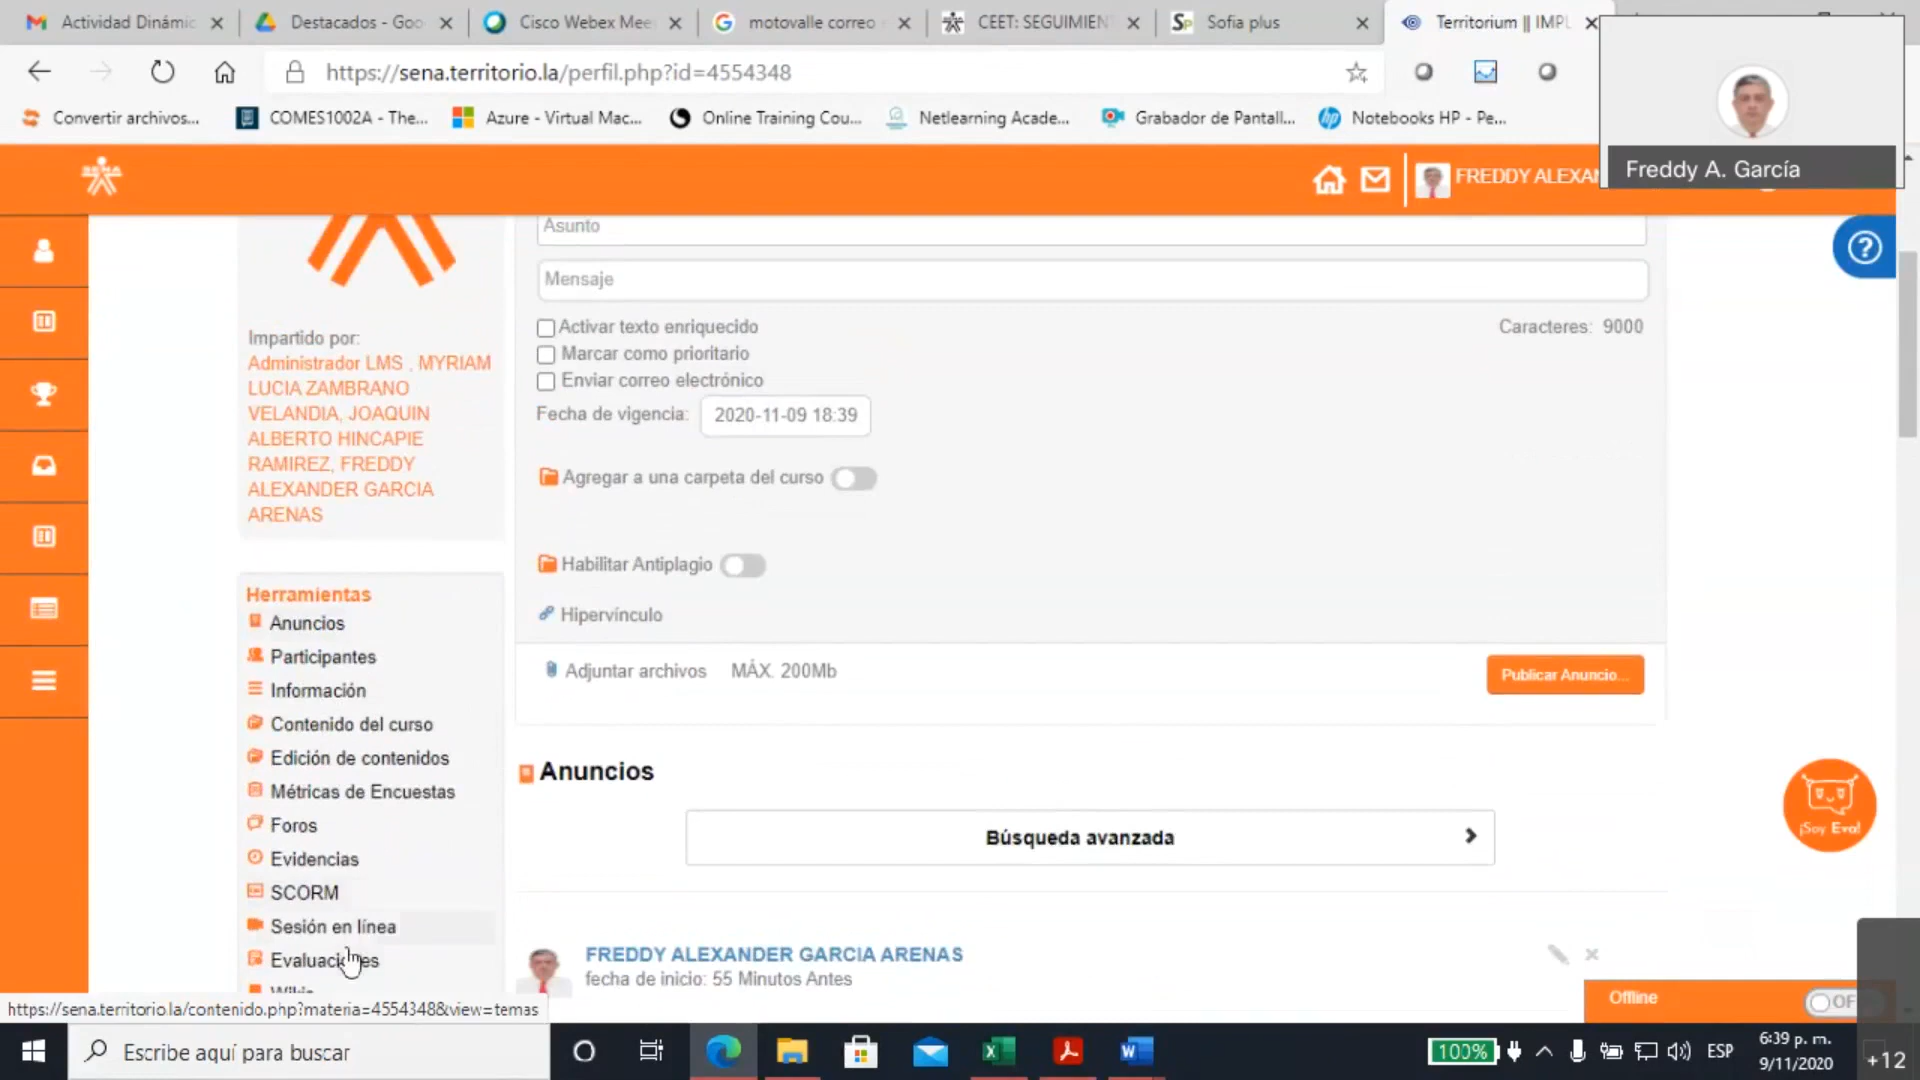 Actividad Dinámic
Destacados - Goo
Cisco Webex Mee
motovalle correo
CEET: SEGUIMIEN
Sofia plus
Territorium || IMPL
https://sena.territorio.la/perfil.php?id=4554348
Convertir archivos...
COMES1002A - The...
Azure - Virtual Mac...
Online Training Cou...
Netlearning Acade...
Grabador de Pantall...
Notebooks HP - Pe...
FREDDY ALEXAN
Freddy A. García
Asunto
Mensaje
Activar texto enriquecido
Caracteres: 9000
Marcar como prioritario
Enviar correo electrónico
Fecha de vigencia: 2020-11-09 18:39
Agregar a una carpeta del curso
Habilitar Antiplagio
Hipervínculo
Adjuntar archivos MÁX. 200Mb
Publicar Anuncio...
Impartido por:
Administrador LMS , MYRIAM
LUCIA ZAMBRANO
VELANDIA, JOAQUIN
ALBERTO HINCAPIE
RAMIREZ, FREDDY
ALEXANDER GARCIA
ARENAS
Herramientas
Anuncios
Participantes
Información
Contenido del curso
Edición de contenidos
Métricas de Encuestas
Foros
Evidencias
SCORM
Sesión en línea
Evaluaciones
Wikis
Anuncios
Búsqueda avanzada
FREDDY ALEXANDER GARCIA ARENAS
fecha de inicio: 55 Minutos Antes
¡Soy Eva!
Offline
OF
https://sena.territorio.la/contenido.php?materia=4554348&view=temas
Escribe aquí para buscar
100%
ESP
6:39 p. m.
9/11/2020
+12